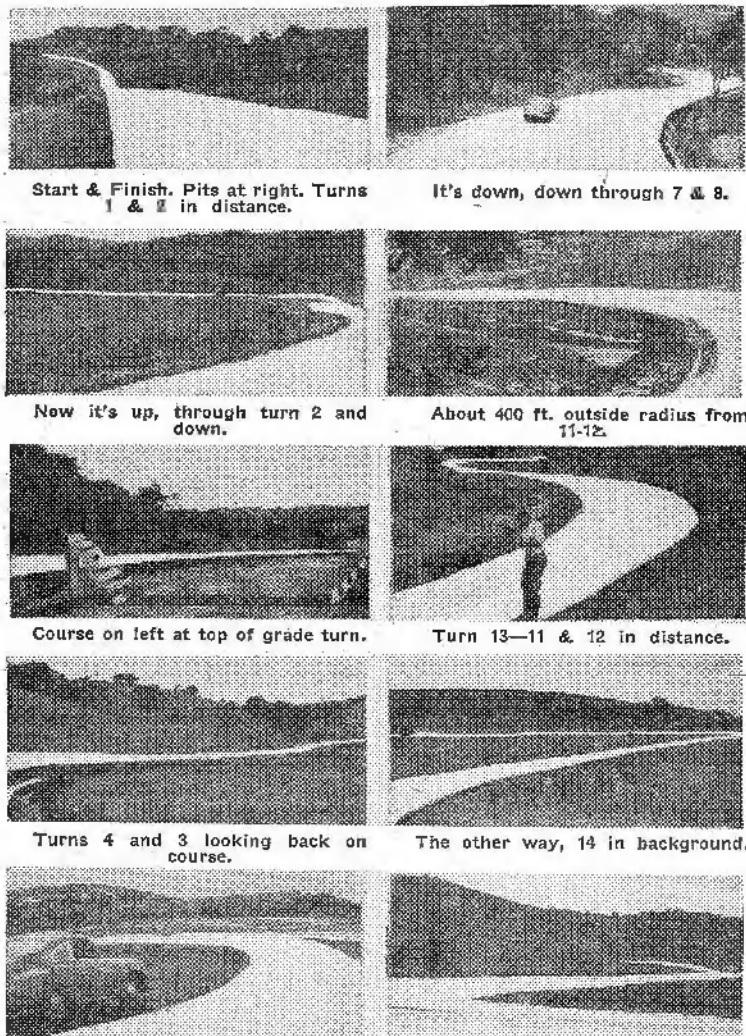 Start & Finish. Pits at right. Turns
1 & 2 in distance.
It's down, down through 7 & 8.
Now it's up, through turn 2 and
down.
About 400 ft. outside radius from
11-12.
Course on left at top of grade turn.
Turn 13—11 & 12 in distance.
Turns 4 and 3 looking back on
course.
The other way, 14 in background.